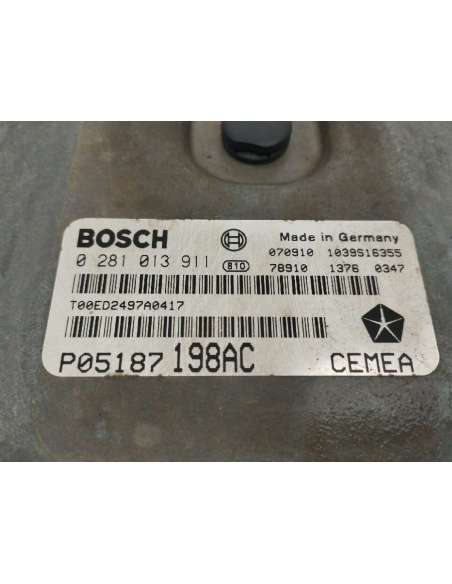 BOSCH Made in Germany
0 281 013 911 810 070910 1039S16355
78910 1376 0347
T00ED2497A0417
P05187 198AC CEMEA